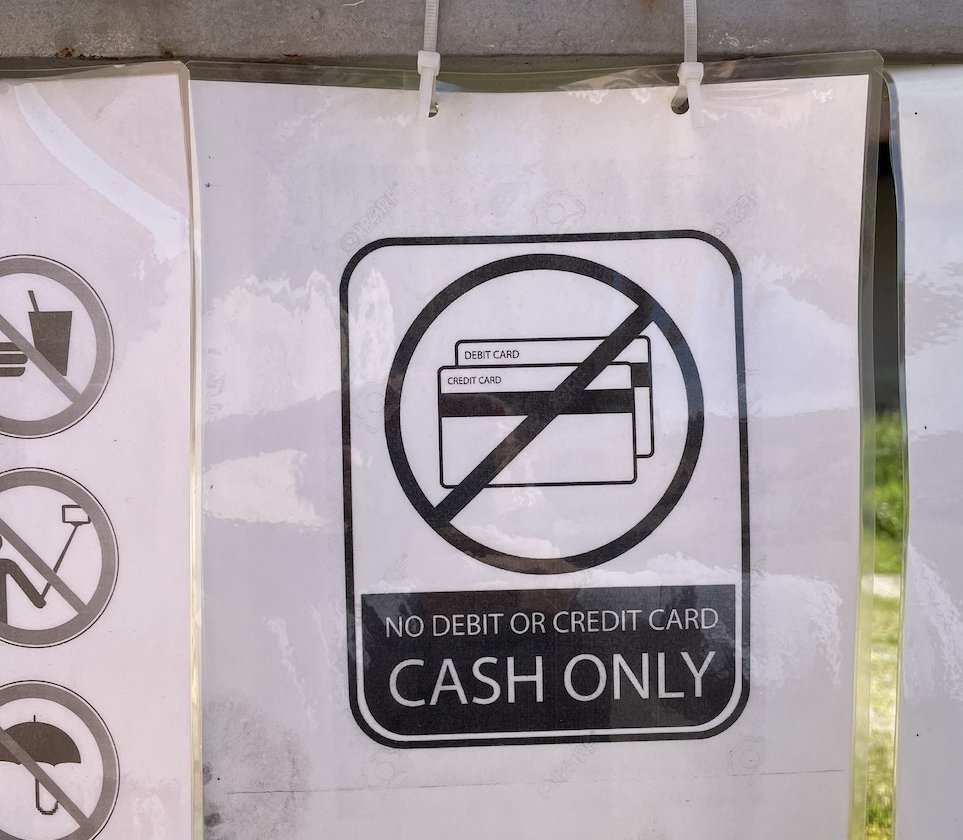 DEBIT CARD
CREDIT CARD
NO DEBIT OR CREDIT CARD
CASH ONLY